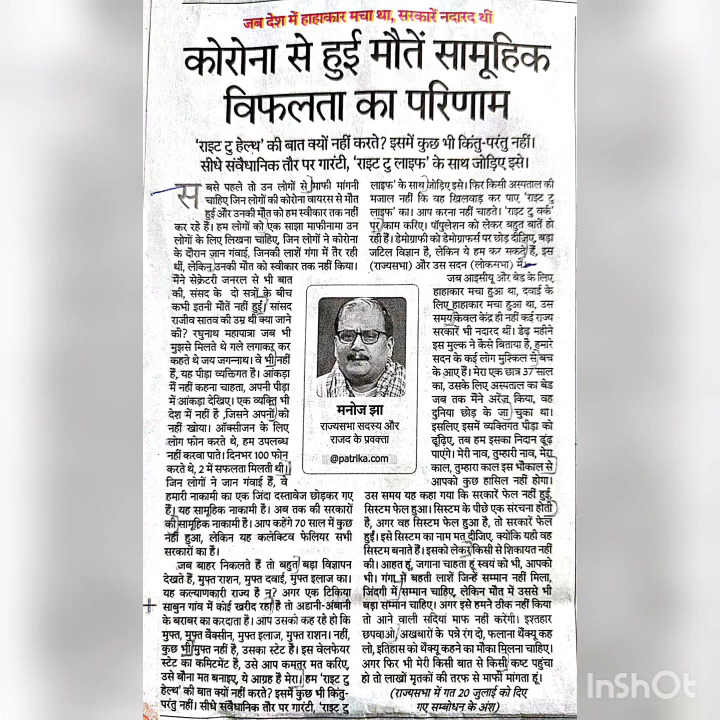 जब देश में हाहाकार मचा था, सरकारें नदारद थीं
कोरोना से हुई मौतें सामूहिक
विफलता का परिणाम
'राइट टु हेल्थ' की बात क्यों नहीं करते? इसमें कुछ भी किंतु-परंतु नहीं।
सीधे संवैधानिक तौर पर गारंटी, 'राइट टु लाइफ' के साथ जोड़िए इसे।
सबसे पहले तो उन लोगों से माफी मांगनी
चाहिए जिन लोगों की कोरोना वायरस से मौत
हुई और उनकी मौत को हम स्वीकार तक नहीं
कर रहे हैं। हम लोगों को एक साझा माफीनामा उन
लोगों के लिए लिखना चाहिए, जिन लोगों ने कोरोना
के दौरान जान गंवाई, जिनकी लाशें गंगा में तैर रही
थीं, लेकिन उनकी मौत को स्वीकार तक नहीं किया।
मैंने सेक्रेटरी जनरल से भी बात
की, संसद के दो सत्रों के बीच
कभी इतनी मौतें नहीं हुईं। सांसद
राजीव सातव की उम्र थी क्या जाने
की? रघुनाथ महापात्रा जब भी
मुझसे मिलते थे गले लगाकर कर
कहते थे जय जगन्नाथ। वे भी नहीं
हैं, यह पीड़ा व्यक्तिगत है। आंकड़ा
में नहीं कहना चाहता, अपनी पीड़ा
में आंकड़ा देखिए। एक व्यक्ति भी
देश में नहीं है ,जिसने अपनों को
नहीं खोया। ऑक्सीजन के लिए
लोग फोन करते थे, हम उपलब्ध
नहीं करवा पाते। दिनभर 100 फोन
करते थे, 2 में सफलता मिलती थी।
जिन लोगों ने जान गंवाई हैं, वे
हमारी नाकामी का एक जिंदा दस्तावेज छोड़कर गए
हैं। यह सामूहिक नाकामी है। अब तक की सरकारों
की सामूहिक नाकामी है। आप कहेंगे 70 साल में कुछ
नहीं हुआ, लेकिन यह कलेक्टिव फेलियर सभी
सरकारों का है।
जब बाहर निकलते हैं तो बहुत बड़ा विज्ञापन
देखते हैं, मुफ्त राशन, मुफ्त दवाई, मुफ्त इलाज का।
यह कल्याणकारी राज्य है न? अगर एक टिकिया
साबुन गांव में कोई खरीद रहा है तो अडानी-अंबानी
के बराबर का करदाता है। आप उसको कह रहे हो कि
मुफ्त, मुफ्त वैक्सीन, मुफ्त इलाज, मुफ्त राशन। नहीं,
कुछ भी मुफ्त नहीं है, उसका स्टेट है। इस वेलफेयर
स्टेट का कमिटमेंट है, उसे आप कमतर मत करिए,
उसे बौना मत बनाइए, ये आग्रह है मेरा। हम 'राइट टु
हेल्थ' की बात क्यों नहीं करते? इसमें कुछ भी किंतु-
परंतु नहीं। सीधे संवैधानिक तौर पर गारंटी, 'राइट टु
मनोज झा
राज्यसभा सदस्य और
राजद के प्रवक्ता
@patrika.com
लाइफ' के साथ जोड़िए इसे। फिर किसी अस्पताल की
मजाल नहीं कि वह खिलवाड़ कर पाए 'राइट टु
लाइफ' का। आप करना नहीं चाहते। 'राइट टु वर्क'
पर काम करिए। पॉपुलेशन को लेकर बहुत बातें हो
रही हैं। डेमोग्राफी को डेमोग्राफर्स पर छोड़ दीजिए, बड़ा
जटिल विज्ञान है, लेकिन ये हम कर सकते हैं, इस
(राज्यसभा) और उस सदन (लोकसभा) में
जब आइसीयू और बेड के लिए
हाहाकार मचा हुआ था, दवाई के
लिए हाहाकार मचा हुआ था, उस
समय केवल केंद्र ही नहीं कई राज्य
सरकारें भी नदारद थीं। डेढ़ महीने
इस मुल्क ने कैसे बिताया है, हमारे
सदन के कई लोग मुश्किल से बच
के आए हैं। मेरा एक छात्र 37 साल
का, उसके लिए अस्पताल का बेड
जब तक मैंने अरेंज किया, वह
दुनिया छोड़ के जा चुका था।
इसलिए इसमें व्यक्तिगत पीड़ा को
ढूंढ़िए, तब हम इसका निदान ढूंढ
पाएंगे। मेरी नाव, तुम्हारी नाव, मेरा
काल, तुम्हारा काल इस भौकाल से
आपको कुछ हासिल नहीं होगा।
उस समय यह कहा गया कि सरकारें फेल नहीं हुई,
सिस्टम फेल हुआ। सिस्टम के पीछे एक संरचना होती
है, अगर वह सिस्टम फेल हुआ है, तो सरकारें फेल
हुईं। इसे सिस्टम का नाम मत दीजिए, क्योंकि यही वह
सिस्टम बनाते हैं। इसको लेकर किसी से शिकायत नहीं
की। आहत हूं, जगाना चाहता हूं स्वयं को भी, आपको
भी। गंगा में बहती लाशें जिन्हें सम्मान नहीं मिला,
जिंदगी में सम्मान चाहिए, लेकिन मौत में उससे भी
बड़ा सम्मान चाहिए। अगर इसे हमने ठीक नहीं किया
तो आने वाली सदियां माफ नहीं करेंगी। इश्तहार
छपवाओ, अखबारों के पन्ने रंग दो, फलाना थैंक्यू कह
लो, इतिहास को थैंक्यू कहने का मौका मिलना चाहिए।
अगर फिर भी मेरी किसी बात से किसी कष्ट पहुंचा
हो तो लाखों मृतकों की तरफ से माफी मांगता हूं।
(राज्यसभा में गत 20 जुलाई को दिए
गए सम्बोधन के अंश)
InShOt